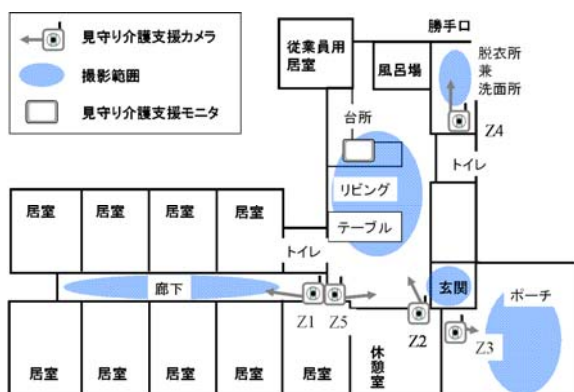 見守り介護支援カメラ
撮影範囲
見守り介護支援モニタ
従業員用
居室
風呂場
勝手口
脱衣所
兼
洗面所
Z4
台所
トイレ
リビング
テーブル
居室
居室
居室
居室
トイレ
廊下
玄関
ポーチ
Z1
Z5
Z2
Z3
居室
居室
居室
居室
居室
休憩室